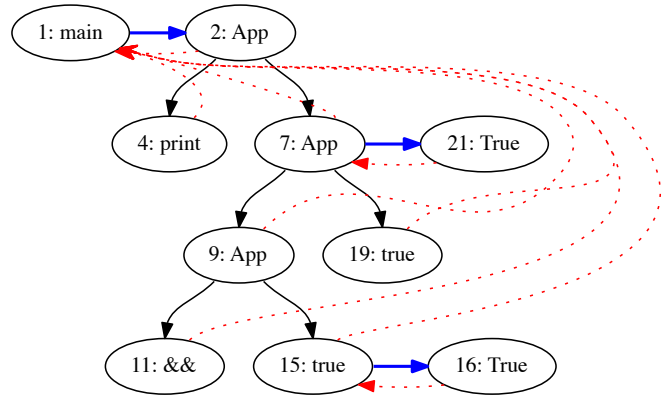 1: main
2: App
4: print
7: App
21: True
9: App
19: true
11: &&
15: true
16: True